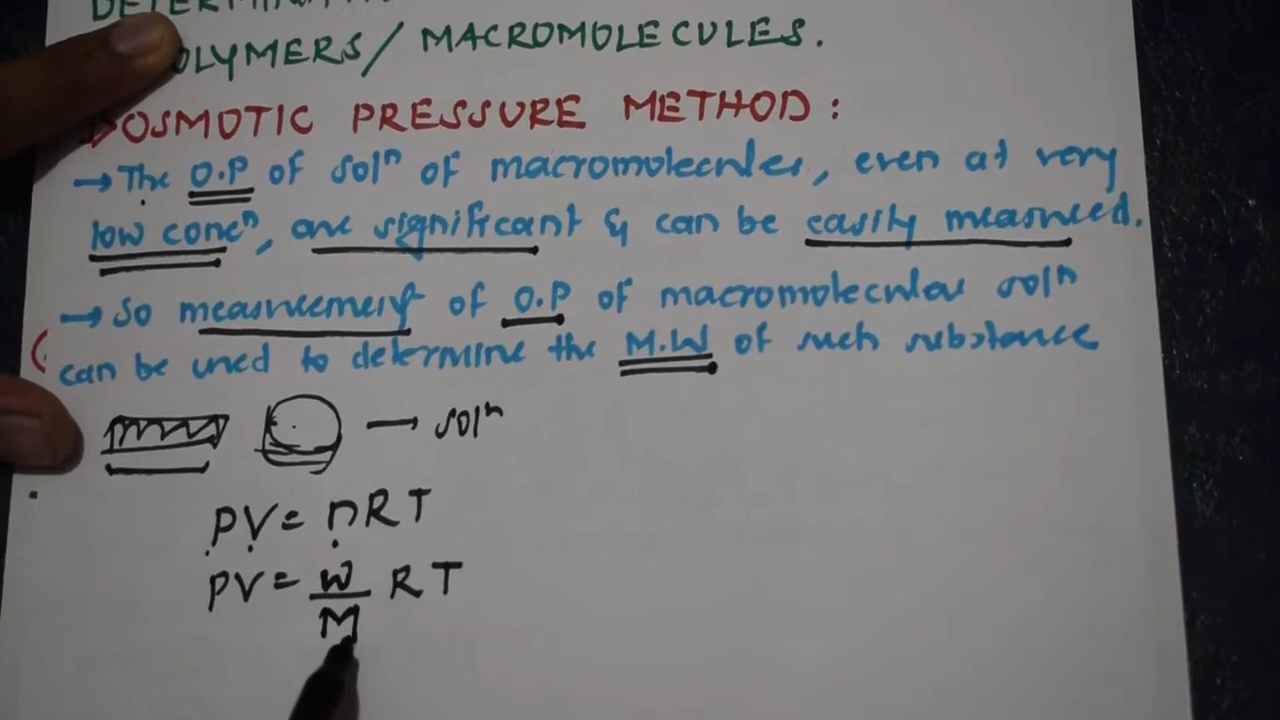 POLYMERS/ MACROMOLECULES.
OSMOTIC PRESSURE METHOD:
→ The O.P of solⁿ of macromolecules, even at very
low concⁿ, are significant & can be easily measured.
→ So measurement of O.P of macromolecular solⁿ
can be used to determine the M.W of such substance
→ solⁿ
PV = nRT
PV = W/M RT